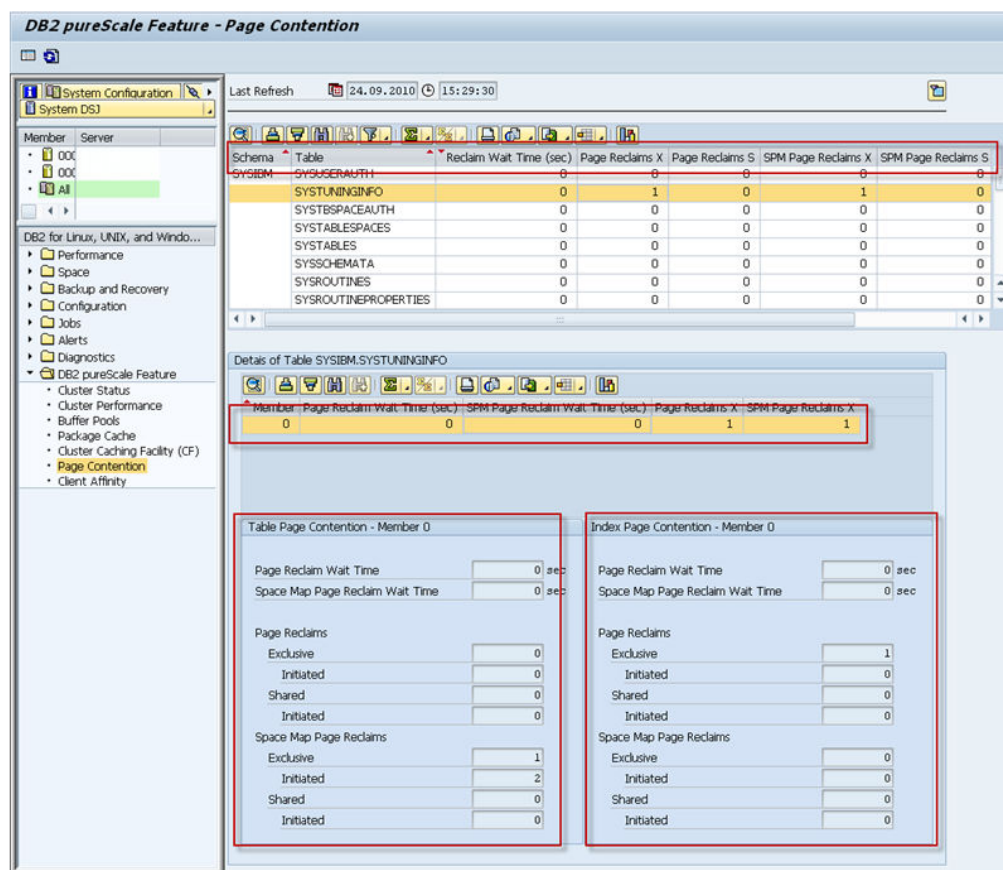 DB2 pureScale Feature - Page Contention
System Configuration
System DSJ
Last Refresh 24.09.2010 15:29:30
Member Server
000
000
All
DB2 for Linux, UNIX, and Windo...
Performance
Space
Backup and Recovery
Configuration
Jobs
Alerts
Diagnostics
DB2 pureScale Feature
Cluster Status
Cluster Performance
Buffer Pools
Package Cache
Cluster Caching Facility (CF)
Page Contention
Client Affinity
Schema Table Reclaim Wait Time (sec) Page Reclaims X Page Reclaims S SPM Page Reclaims X SPM Page Reclaims S
SYSIBM SYSUSERAUTH 0 0 0 0 0
SYSTUNINGINFO 0 1 0 1 0
SYSTBSPACEAUTH 0 0 0 0 0
SYSTABLESPACES 0 0 0 0 0
SYSTABLES 0 0 0 0 0
SYSSCHEMATA 0 0 0 0 0
SYSROUTINES 0 0 0 0 0
SYSROUTINEPROPERTIES 0 0 0 0 0
Detais of Table SYSIBM.SYSTUNINGINFO
Member Page Reclaim Wait Time (sec) SPM Page Reclaim Wait Time (sec) Page Reclaims X SPM Page Reclaims X
0 0 0 1 1
Table Page Contention - Member 0
Page Reclaim Wait Time 0 sec
Space Map Page Reclaim Wait Time 0 sec
Page Reclaims
Exclusive 0
Initiated 0
Shared 0
Initiated 0
Space Map Page Reclaims
Exclusive 1
Initiated 2
Shared 0
Initiated 0
Index Page Contention - Member 0
Page Reclaim Wait Time 0 sec
Space Map Page Reclaim Wait Time 0 sec
Page Reclaims
Exclusive 1
Initiated 0
Shared 0
Initiated 0
Space Map Page Reclaims
Exclusive 0
Initiated 0
Shared 0
Initiated 0